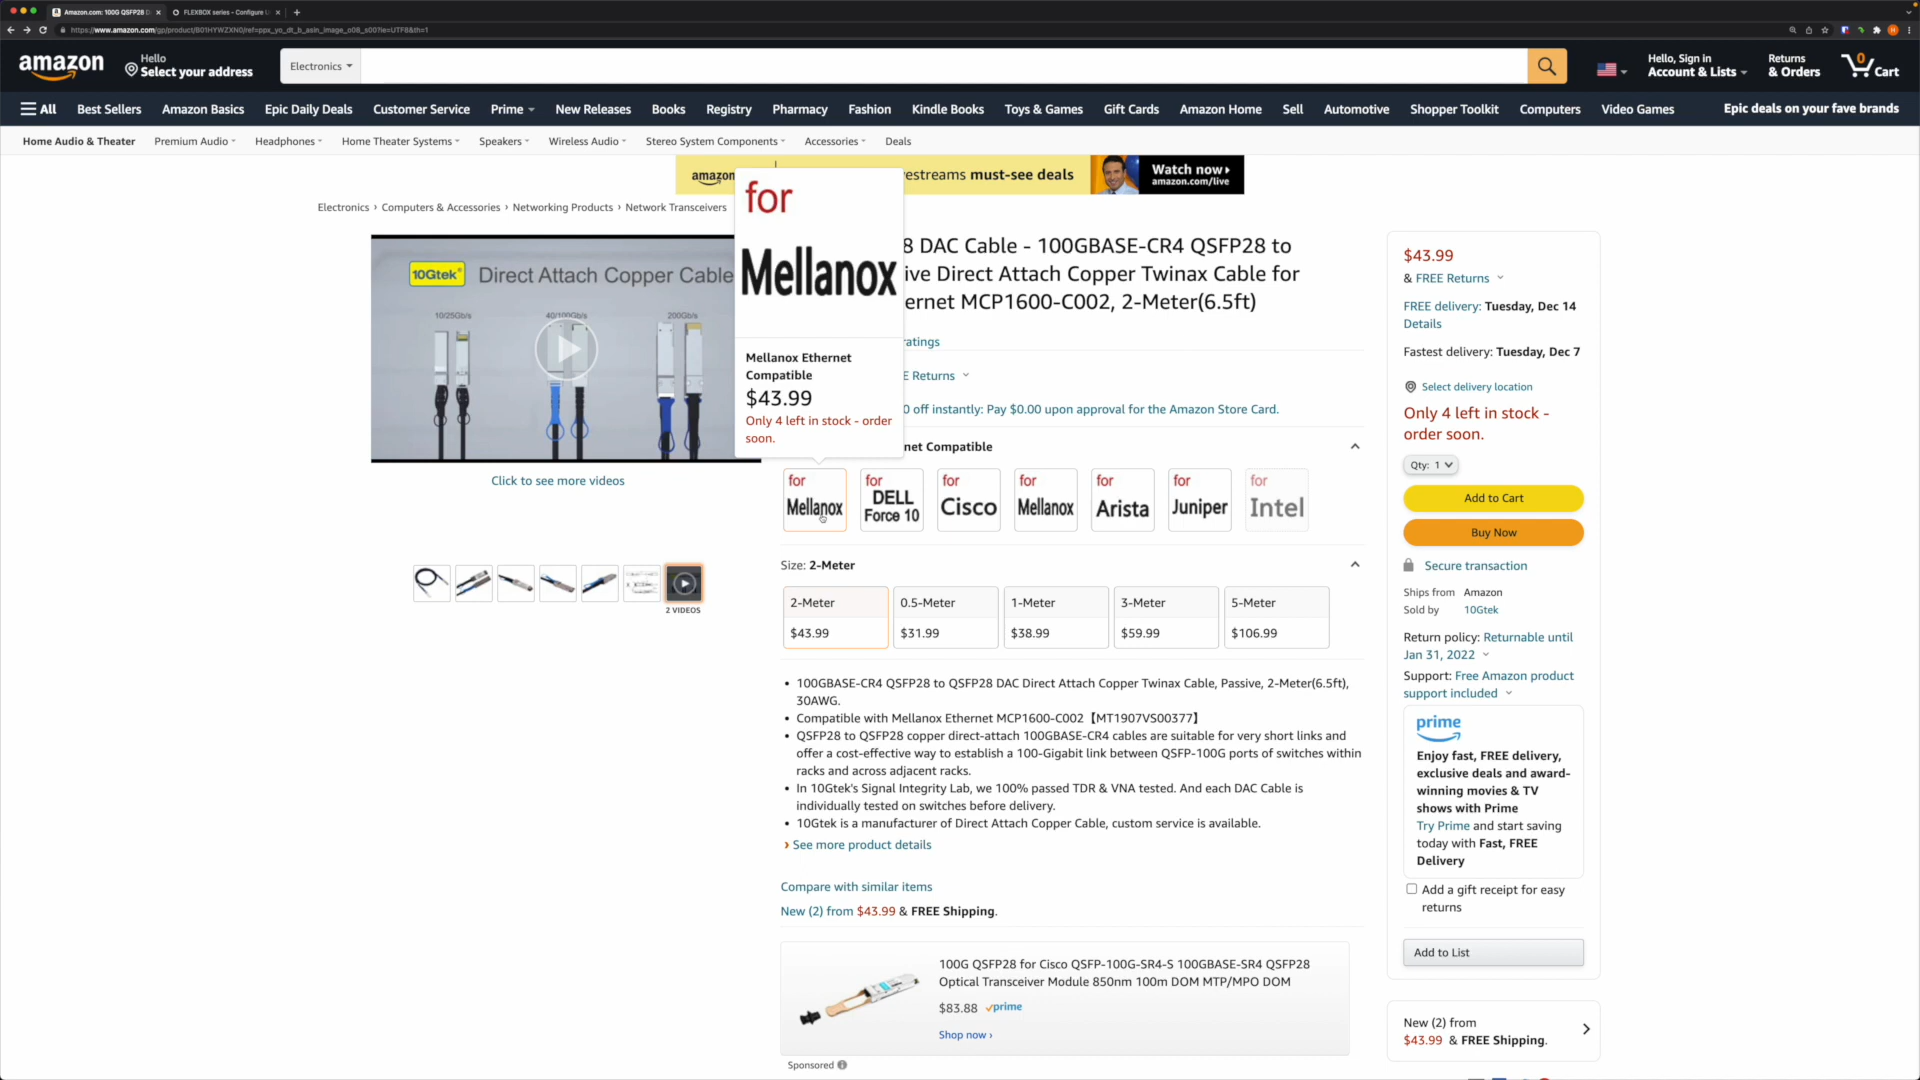 Amazon.com: 100G QSFP28 D
FLEXBOX series - Configure
https://www.amazon.com/gp/product/B01HYWZXN0/ref=ppx_yo_dt_b_asin_image_o08_s00?ie=UTF8&th=1
amazon
Hello
Select your address
Electronics
Hello, Sign in
Account & Lists
Returns
& Orders
0
Cart
All
Best Sellers
Amazon Basics
Epic Daily Deals
Customer Service
Prime
New Releases
Books
Registry
Pharmacy
Fashion
Kindle Books
Toys & Games
Gift Cards
Amazon Home
Sell
Automotive
Shopper Toolkit
Computers
Video Games
Epic deals on your fave brands
Home Audio & Theater
Premium Audio
Headphones
Home Theater Systems
Speakers
Wireless Audio
Stereo System Components
Accessories
Deals
amazon
estreams must-see deals
Watch now
amazon.com/live
Electronics › Computers & Accessories › Networking Products › Network Transceivers
10Gtek
Direct Attach Copper Cable
10/25Gb/s
40/100Gb/s
200Gb/s
Click to see more videos
2 VIDEOS
for
Mellanox
Mellanox Ethernet
Compatible
$43.99
Only 4 left in stock - order
soon.
8 DAC Cable - 100GBASE-CR4 QSFP28 to
ive Direct Attach Copper Twinax Cable for
ernet MCP1600-C002, 2-Meter(6.5ft)
ratings
E Returns
0 off instantly: Pay $0.00 upon approval for the Amazon Store Card.
net Compatible
for
Mellanox
for
DELL
Force 10
for
Cisco
for
Mellanox
for
Arista
for
Juniper
for
Intel
Size: 2-Meter
2-Meter
$43.99
0.5-Meter
$31.99
1-Meter
$38.99
3-Meter
$59.99
5-Meter
$106.99
• 100GBASE-CR4 QSFP28 to QSFP28 DAC Direct Attach Copper Twinax Cable, Passive, 2-Meter(6.5ft),
30AWG.
• Compatible with Mellanox Ethernet MCP1600-C002【MT1907VS00377】
• QSFP28 to QSFP28 copper direct-attach 100GBASE-CR4 cables are suitable for very short links and
offer a cost-effective way to establish a 100-Gigabit link between QSFP-100G ports of switches within
racks and across adjacent racks.
• In 10Gtek's Signal Integrity Lab, we 100% passed TDR & VNA tested. And each DAC Cable is
individually tested on switches before delivery.
• 10Gtek is a manufacturer of Direct Attach Copper Cable, custom service is available.
› See more product details
Compare with similar items
New (2) from $43.99 & FREE Shipping.
100G QSFP28 for Cisco QSFP-100G-SR4-S 100GBASE-SR4 QSFP28
Optical Transceiver Module 850nm 100m DOM MTP/MPO DOM
$83.88 prime
Shop now ›
Sponsored
$43.99
& FREE Returns
FREE delivery: Tuesday, Dec 14
Details
Fastest delivery: Tuesday, Dec 7
Select delivery location
Only 4 left in stock -
order soon.
Qty: 1
Add to Cart
Buy Now
Secure transaction
Ships from Amazon
Sold by 10Gtek
Return policy: Returnable until
Jan 31, 2022
Support: Free Amazon product
support included
prime
Enjoy fast, FREE delivery,
exclusive deals and award-
winning movies & TV
shows with Prime
Try Prime and start saving
today with Fast, FREE
Delivery
Add a gift receipt for easy
returns
Add to List
New (2) from
$43.99 & FREE Shipping.